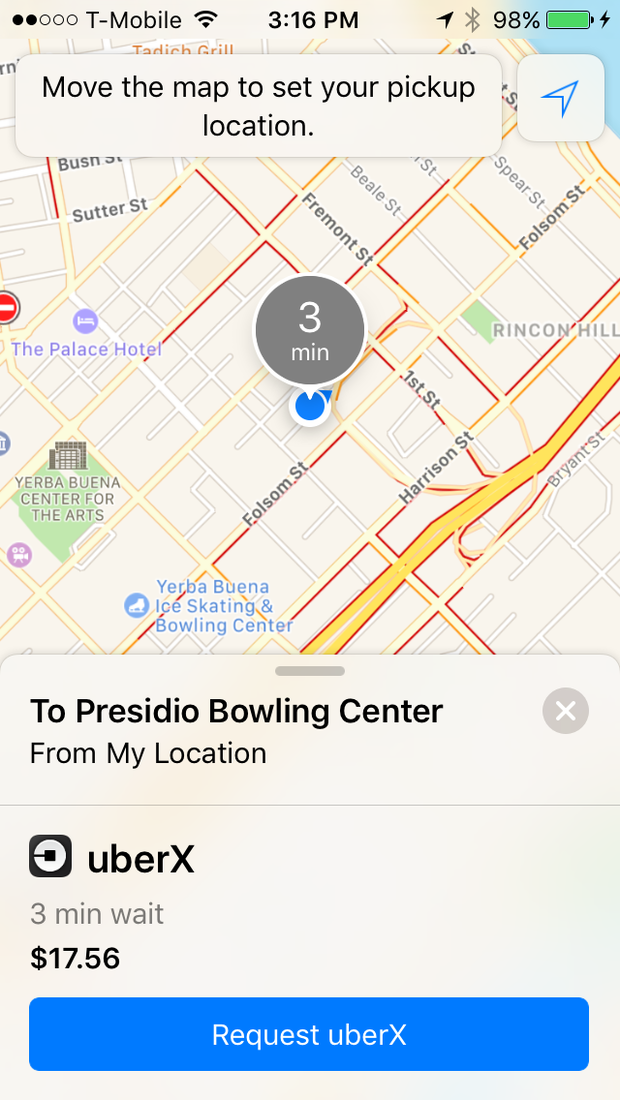 T-Mobile 3:16 PM 98%
Tadich Grill
Move the map to set your pickup
location.
Bush St
Sutter St
Beale St
Spear St
Fremont St
Folsom St
3
min
The Palace Hotel
RINCON HILL
1st St
YERBA BUENA
CENTER FOR
THE ARTS
Folsom St
Harrison St
Bryant St
Yerba Buena
Ice Skating &
Bowling Center
To Presidio Bowling Center
From My Location
uberX
3 min wait
$17.56
Request uberX